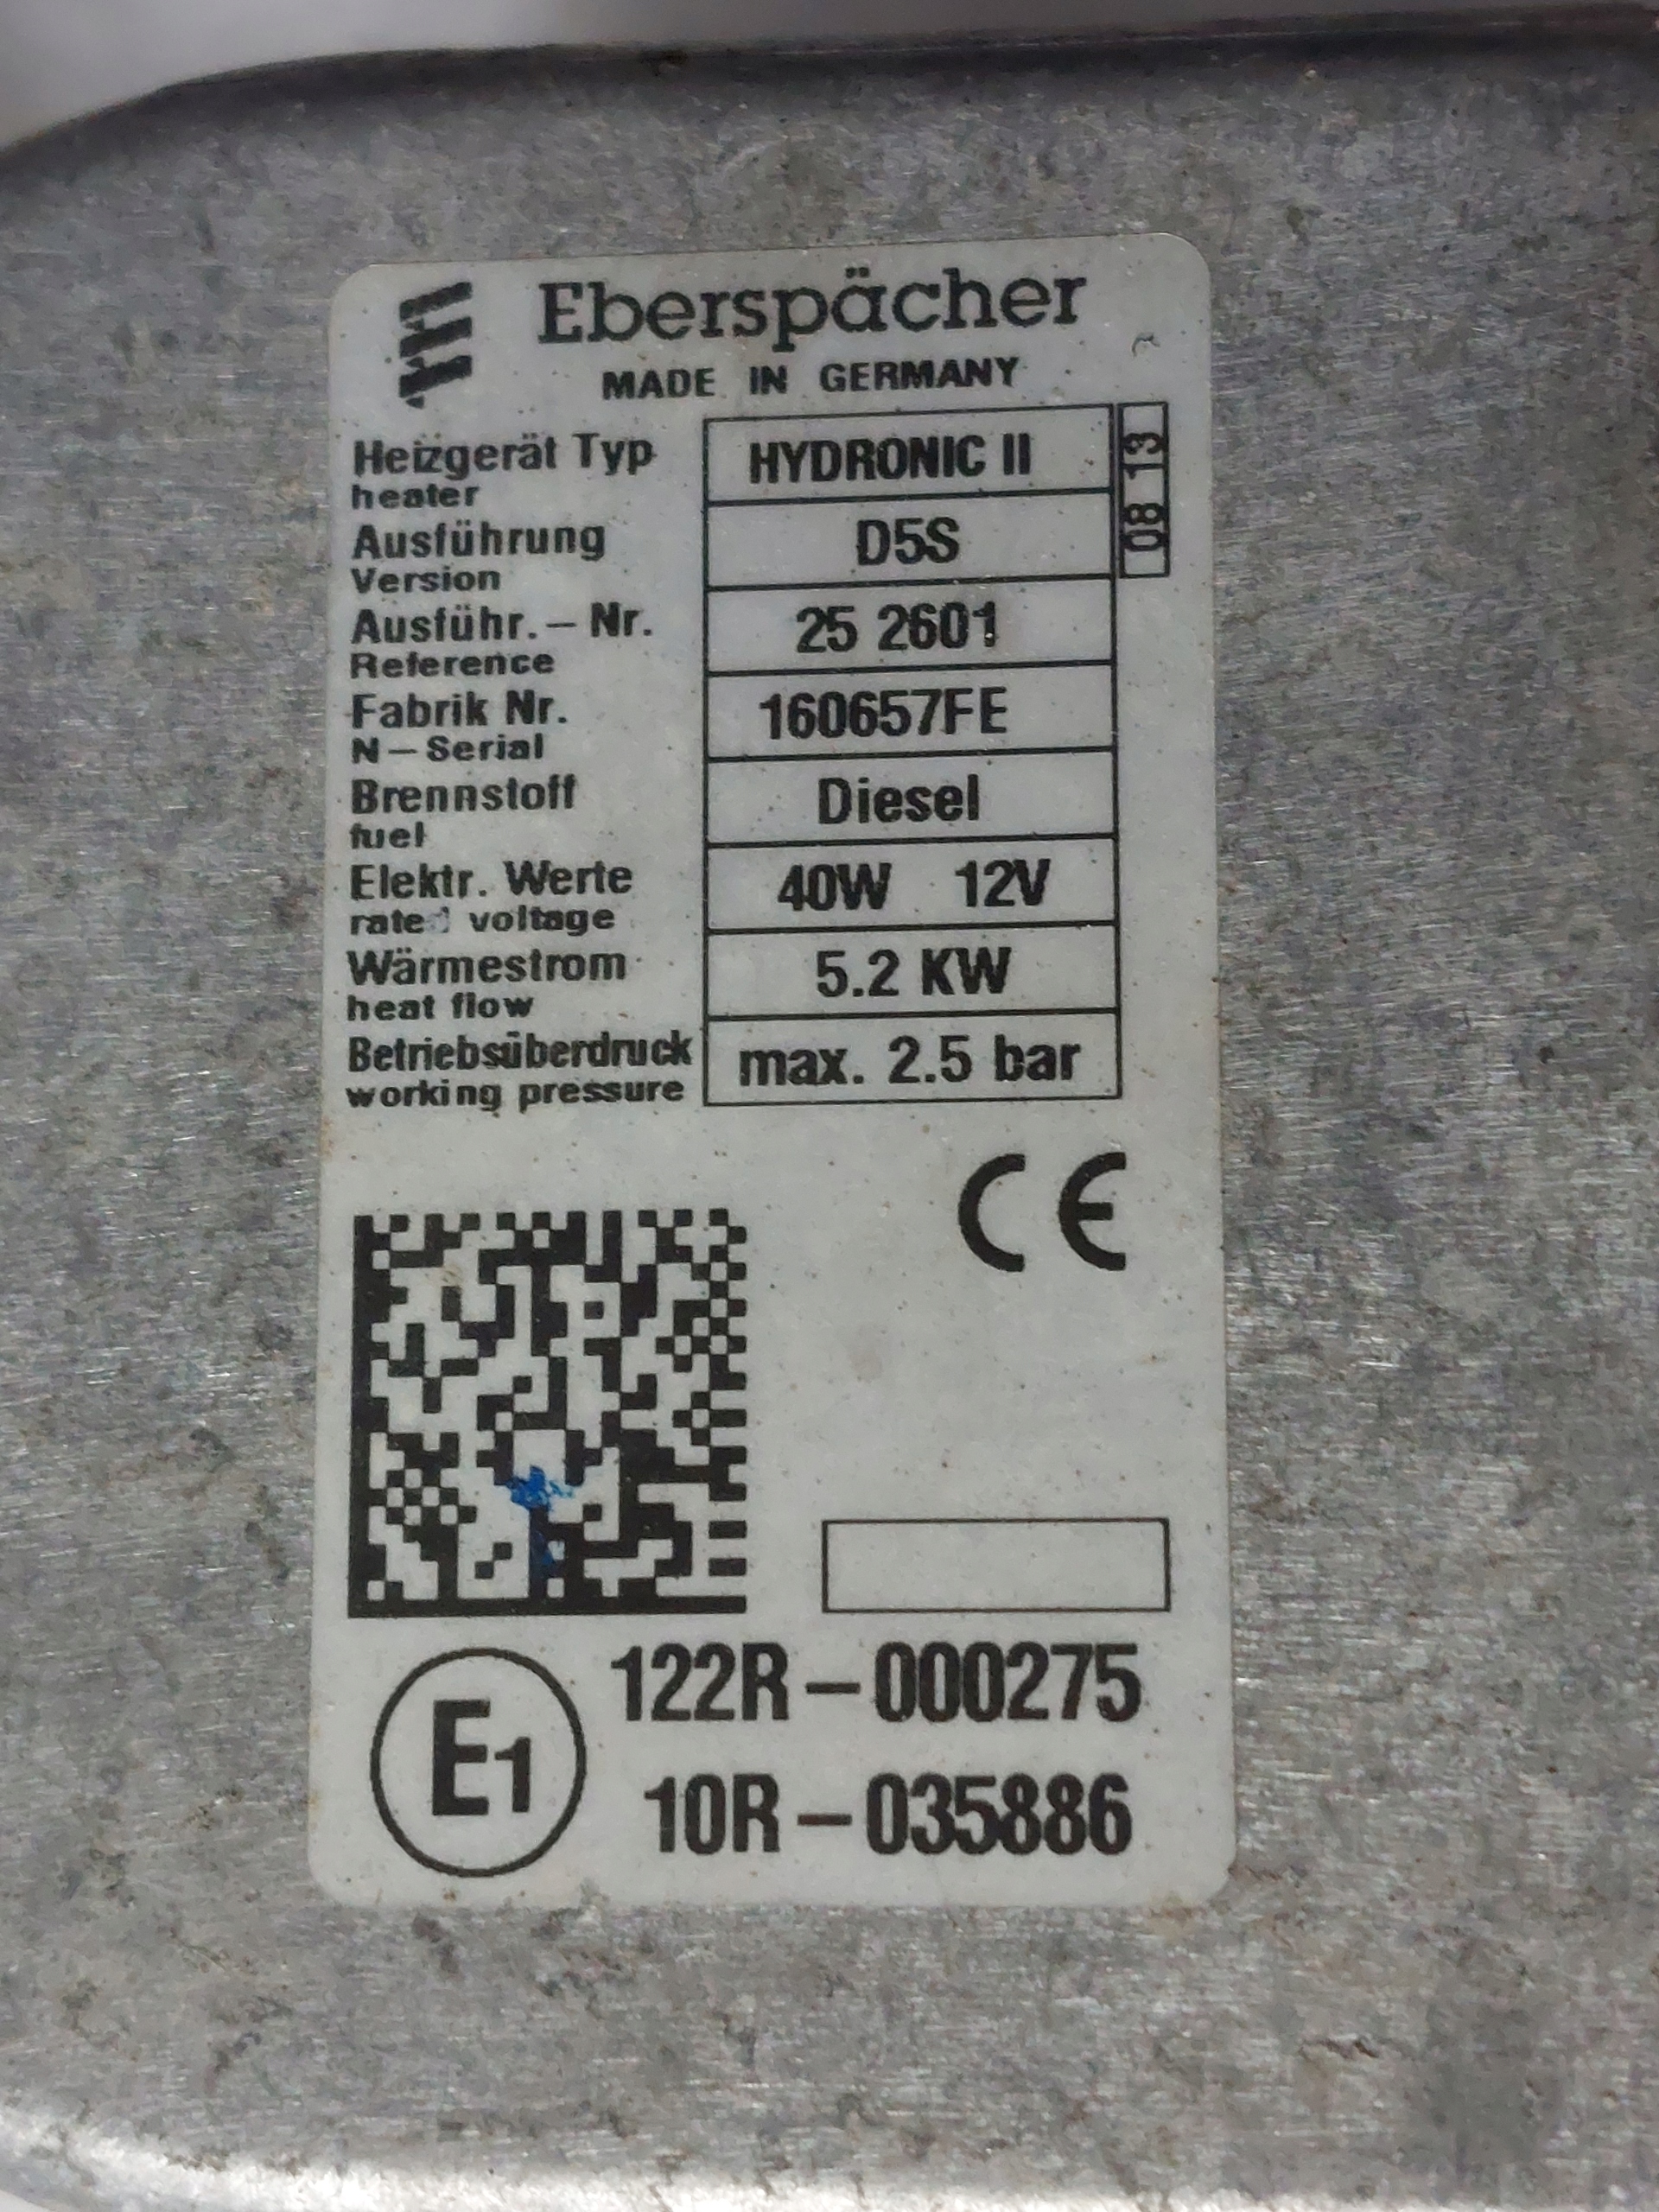 Eberspächer
MADE IN GERMANY
Heizgerät Typ HYDRONIC II
heater
08 13
Ausführung D5S
Version
Ausführ.-Nr. 25 2601
Reference
Fabrik Nr. 160657FE
N-Serial
Brennstoff Diesel
fuel
Elektr. Werte 40W 12V
rated voltage
Wärmestrom 5.2 KW
heat flow
Betriebsüberdruck max. 2.5 bar
working pressure
CE
E1
122R-000275
10R-035886